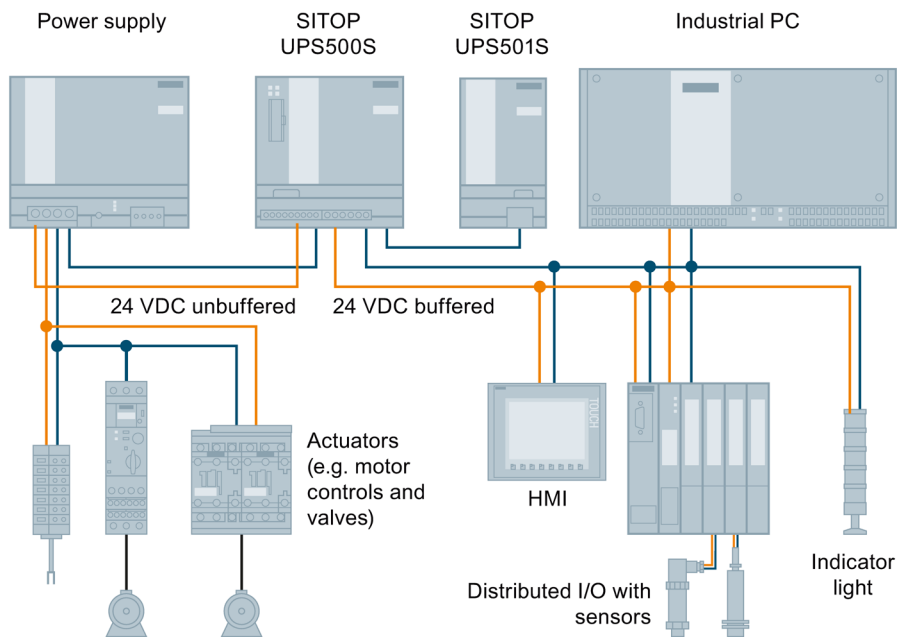 Power supply
SITOP
UPS500S
SITOP
UPS501S
Industrial PC
24 VDC unbuffered
24 VDC buffered
TOUCH
Actuators
(e.g. motor
controls and
valves)
HMI
Distributed I/O with
sensors
Indicator
light